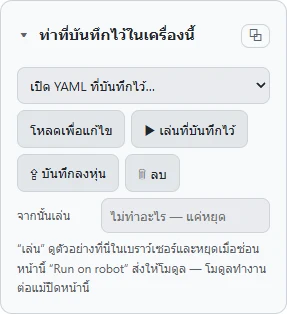 ท่าที่บันทึกไว้ในเครื่องนี้
เปิด YAML ที่บันทึกไว้...
โหลดเพื่อแก้ไข
▶ เล่นที่บันทึกไว้
⇪ บันทึกลงหุ่น
🗑 ลบ
จากนั้นเล่น
ไม่ทำอะไร — แค่หยุด
“เล่น” ดูตัวอย่างที่นี่ในเบราว์เซอร์และหยุดเมื่อซ่อน
หน้านี้ “Run on robot” ส่งให้โมดูล — โมดูลทำงาน
ต่อแม้ปิดหน้านี้